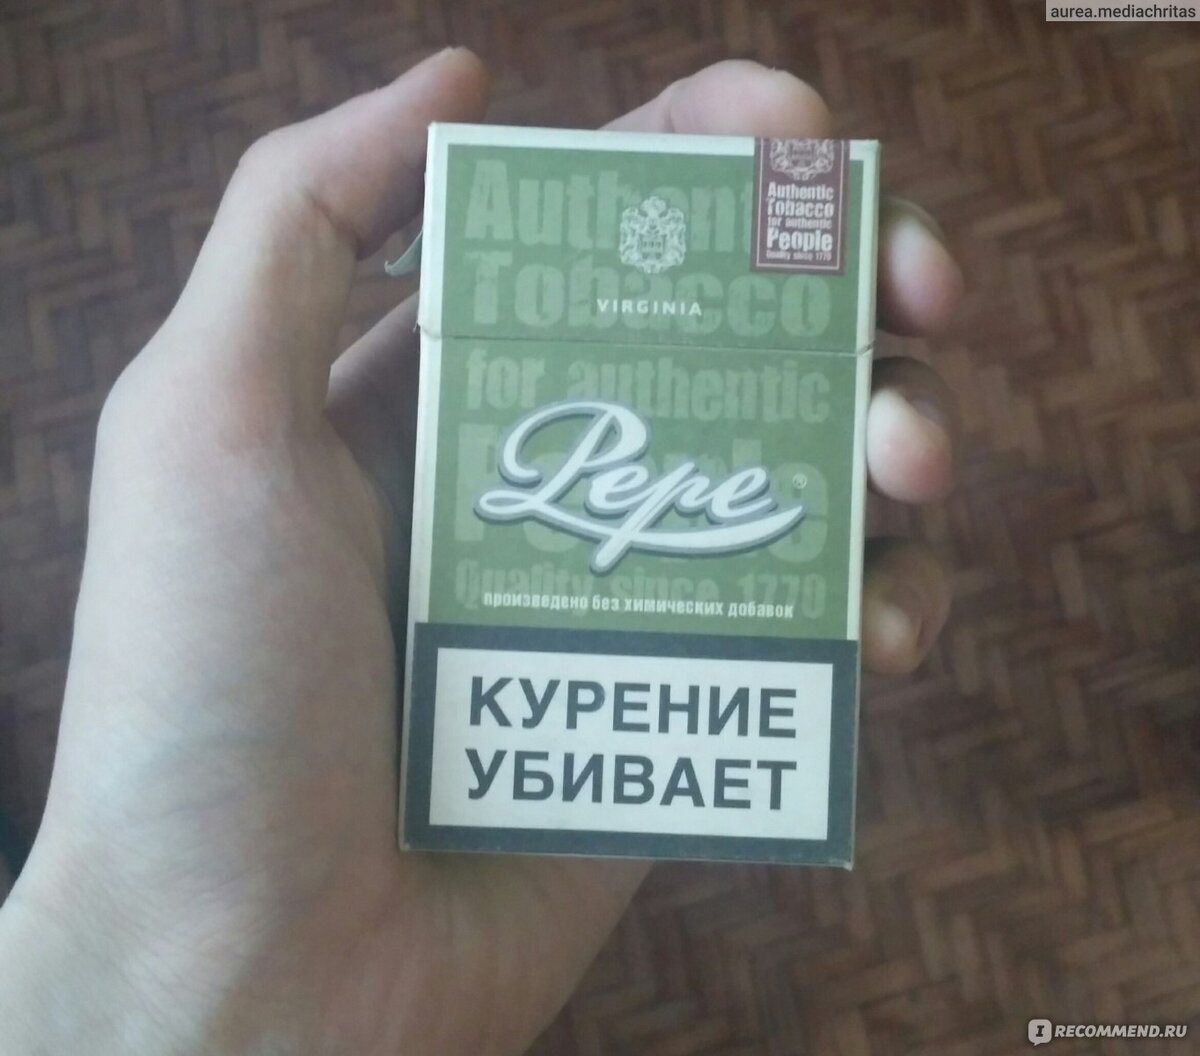 aurea.mediachritas
Authentic
Tobacco
for authentic
People
Quality since 1770
Authentic
Tobacco
for authentic
People
Quality since 1770
VIRGINIA
Pepe®
произведено без химических добавок
КУРЕНИЕ
УБИВАЕТ
I RECOMMEND.RU